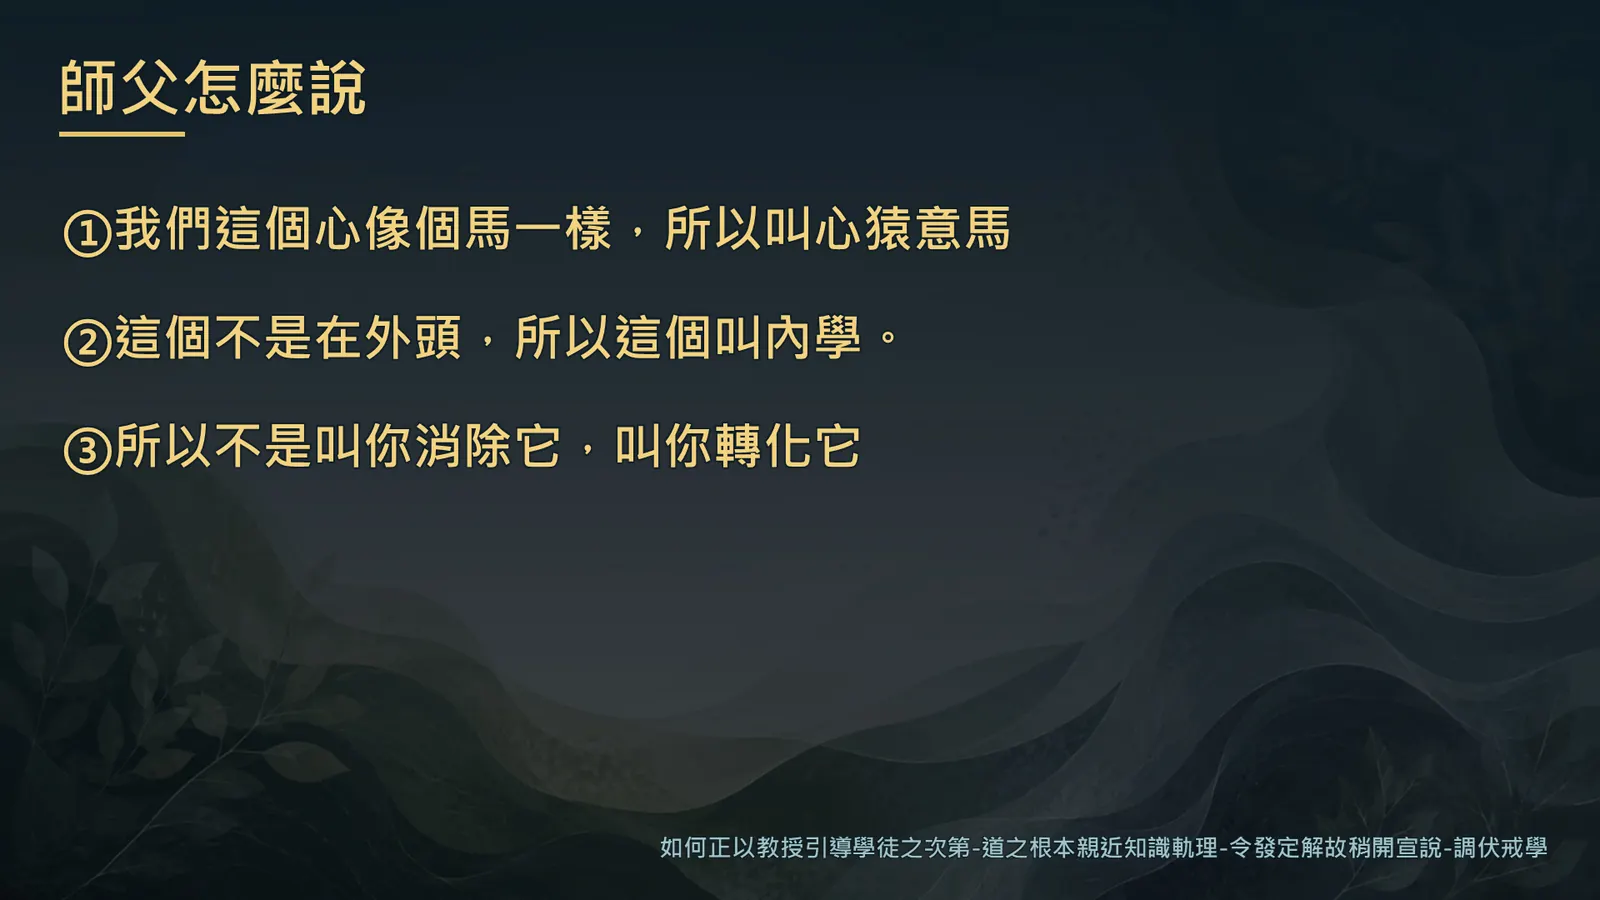 師父怎麼說
①我們這個心像個馬一樣，所以叫心猿意馬
②這個不是在外頭，所以這個叫內學。
③所以不是叫你消除它，叫你轉化它
如何正以教授引導學徒之次第-道之根本親近知識軌理-令發定解故稍開宣說-調伏戒學